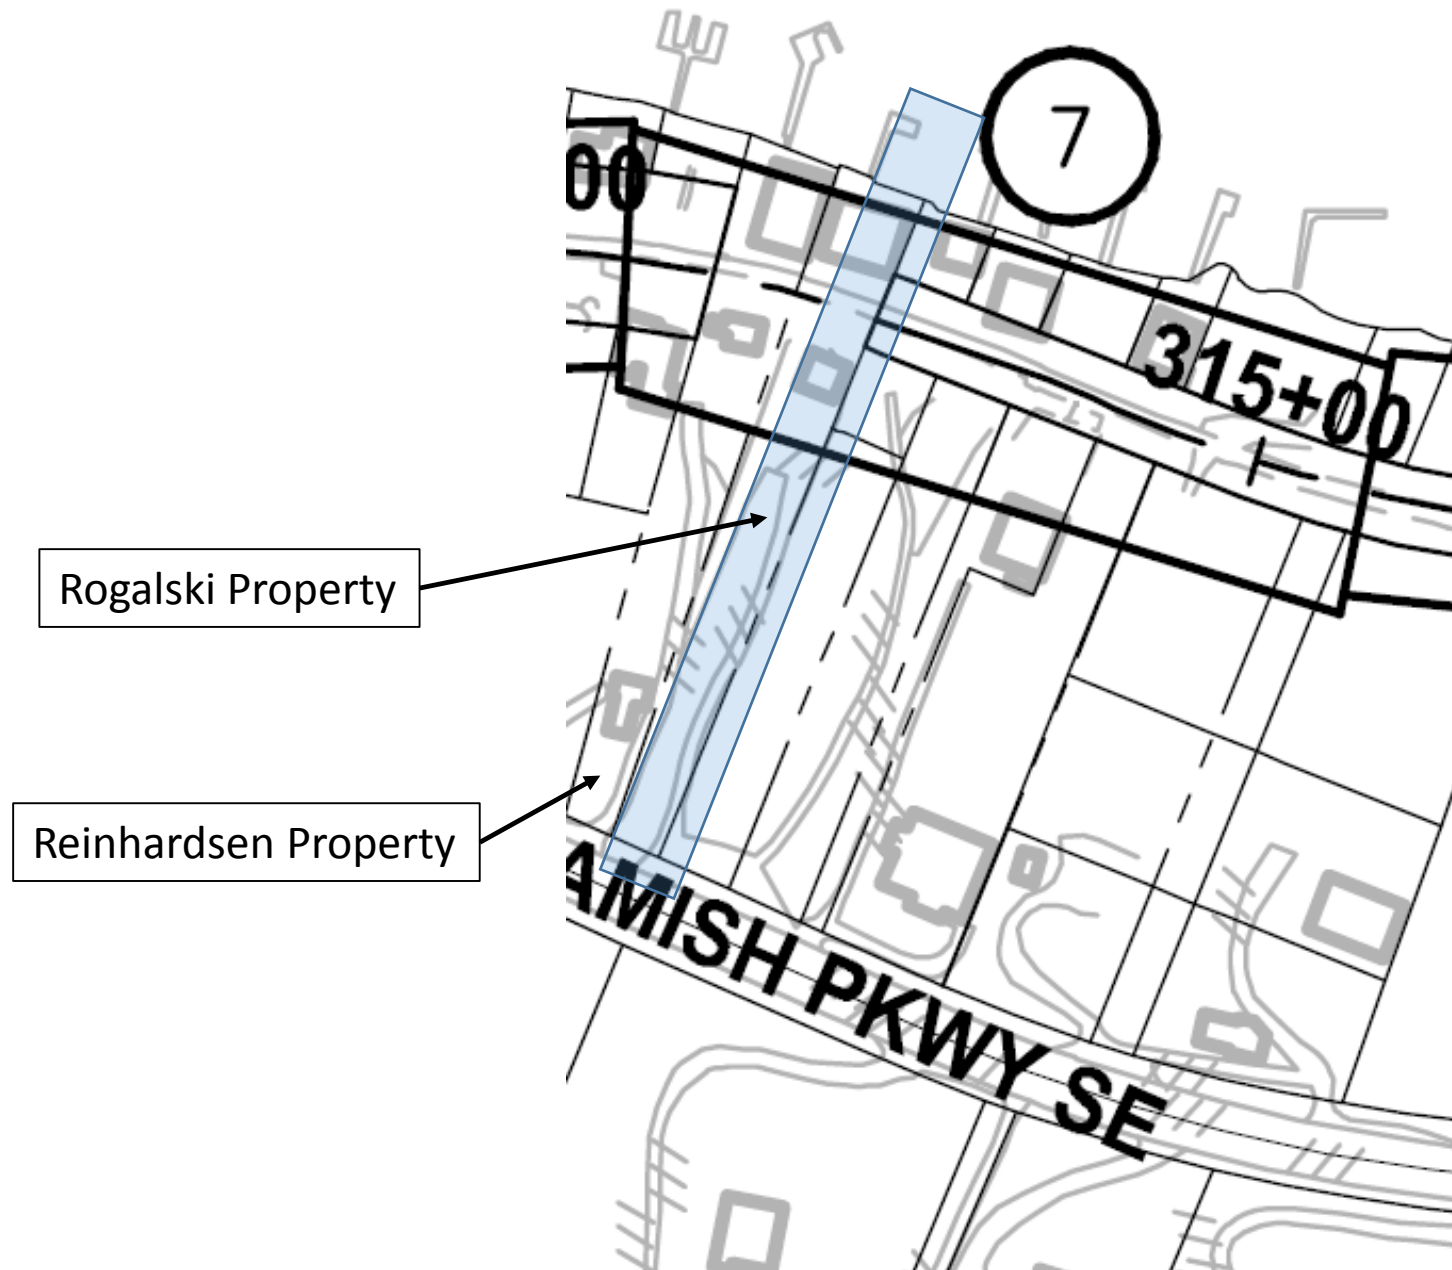 7
00
315+00
Rogalski Property
Reinhardsen Property
AMISH PKWY SE